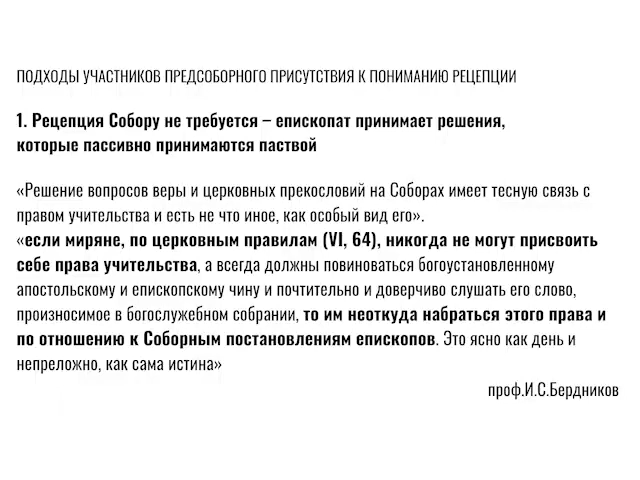 ПОДХОДЫ УЧАСТНИКОВ ПРЕДСОБОРНОГО ПРИСУТСТВИЯ К ПОНИМАНИЮ РЕЦЕПЦИИ
1. Рецепция Собору не требуется – епископат принимает решения,
которые пассивно принимаются паствой
«Решение вопросов веры и церковных прекословий на Соборах имеет тесную связь с
правом учительства и есть не что иное, как особый вид его».
«если миряне, по церковным правилам (VI, 64), никогда не могут присвоить
себе права учительства, а всегда должны повиноваться богоустановленному
апостольскому и епископскому чину и почтительно и доверчиво слушать его слово,
произносимое в богослужебном собрании, то им неоткуда набраться этого права и
по отношению к Соборным постановлениям епископов. Это ясно как день и
непреложно, как сама истина»
проф.И.С.Бердников